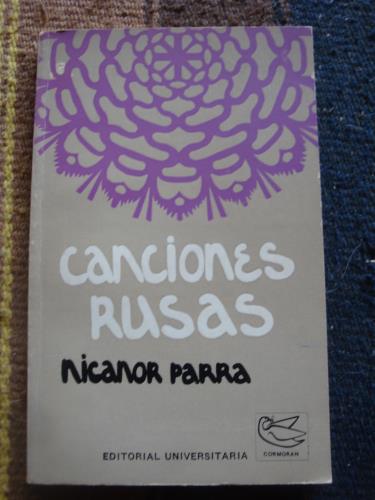 canciones
RUSAS
NICANOR PARRA
EDITORIAL UNIVERSITARIA
CORMORAN